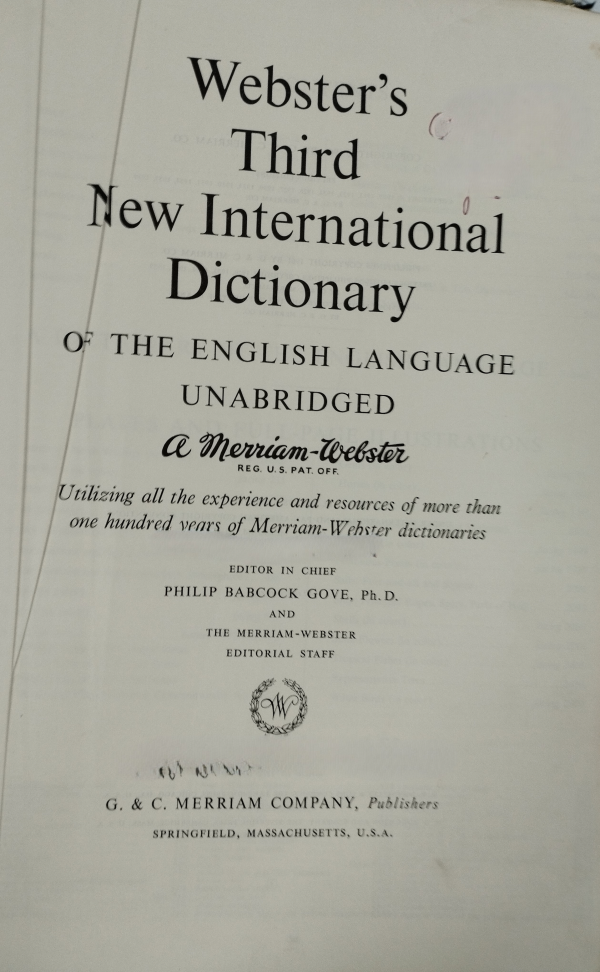 Webster's
Third
New International
Dictionary
OF THE ENGLISH LANGUAGE
UNABRIDGED
A Merriam-Webster
REG. U.S. PAT. OFF.
Utilizing all the experience and resources of more than
one hundred years of Merriam-Webster dictionaries
EDITOR IN CHIEF
PHILIP BABCOCK GOVE, Ph.D.
AND
THE MERRIAM-WEBSTER
EDITORIAL STAFF
W
G. & C. MERRIAM COMPANY, Publishers
SPRINGFIELD, MASSACHUSETTS, U.S.A.